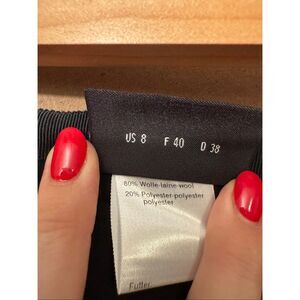 US 8 F 40 D 38
80% Wolle-laine-wool
20% Polyester-polyester
polyester
Futter